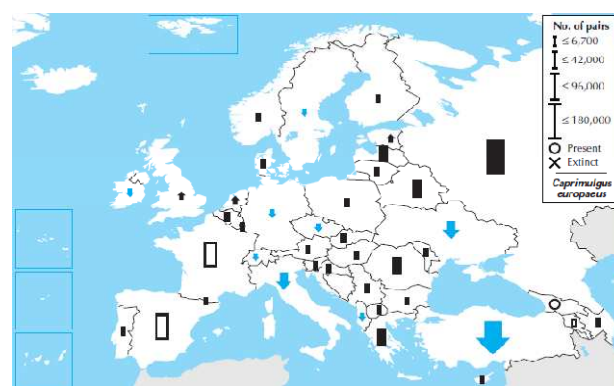 No. of pairs
≤ 6,700
≤ 42,000
≤ 96,000
≤ 180,000
Present
Extinct
Caprimulgus
europaeus